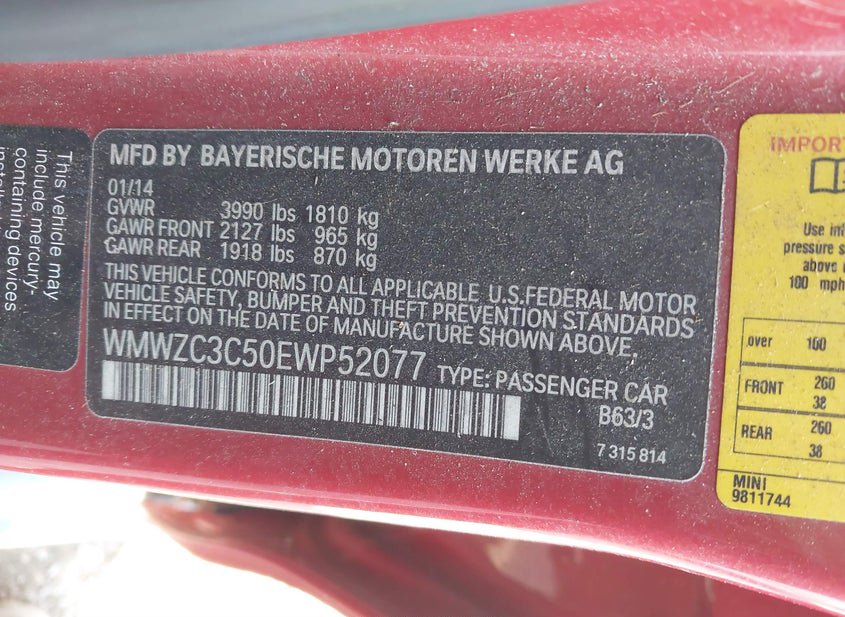 This vehicle may
include mercury-
containing devices
MFD BY BAYERISCHE MOTOREN WERKE AG
01/14
GVWR 3990 lbs 1810 kg
GAWR FRONT 2127 lbs 965 kg
GAWR REAR 1918 lbs 870 kg
THIS VEHICLE CONFORMS TO ALL APPLICABLE U.S.FEDERAL MOTOR
VEHICLE SAFETY, BUMPER AND THEFT PREVENTION STANDARDS
IN EFFECT ON THE DATE OF MANUFACTURE SHOWN ABOVE.
WMWZC3C50EWP52077 TYPE: PASSENGER CAR
B63/3
7 315 814
IMPORT
Use inf
pressure s
above
100 mph
over 100
FRONT 260
38
REAR 260
38
MINI
9811744